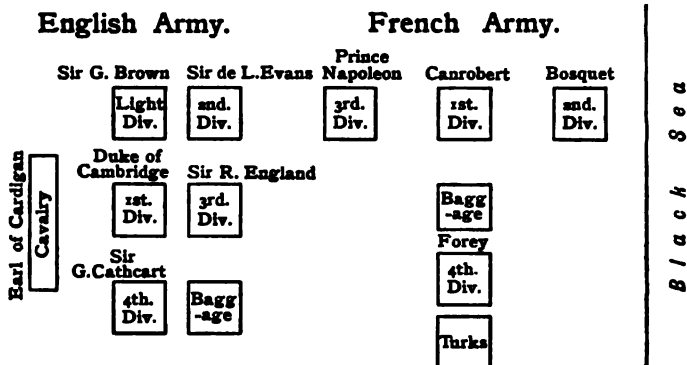 English Army. French Army.
Sir G. Brown Sir de L. Evans Prince
Napoleon Canrobert Bosquet
Light
Div.
2nd.
Div.
3rd.
Div.
1st.
Div.
2nd.
Div.
Earl of Cardigan
Cavalry
Duke of
Cambridge
Sir R. England
1st.
Div.
3rd.
Div.
Bagg
-age
Sir
G. Cathcart
Forey
4th.
Div.
Bagg
-age
4th.
Div.
Turks
Black Sea